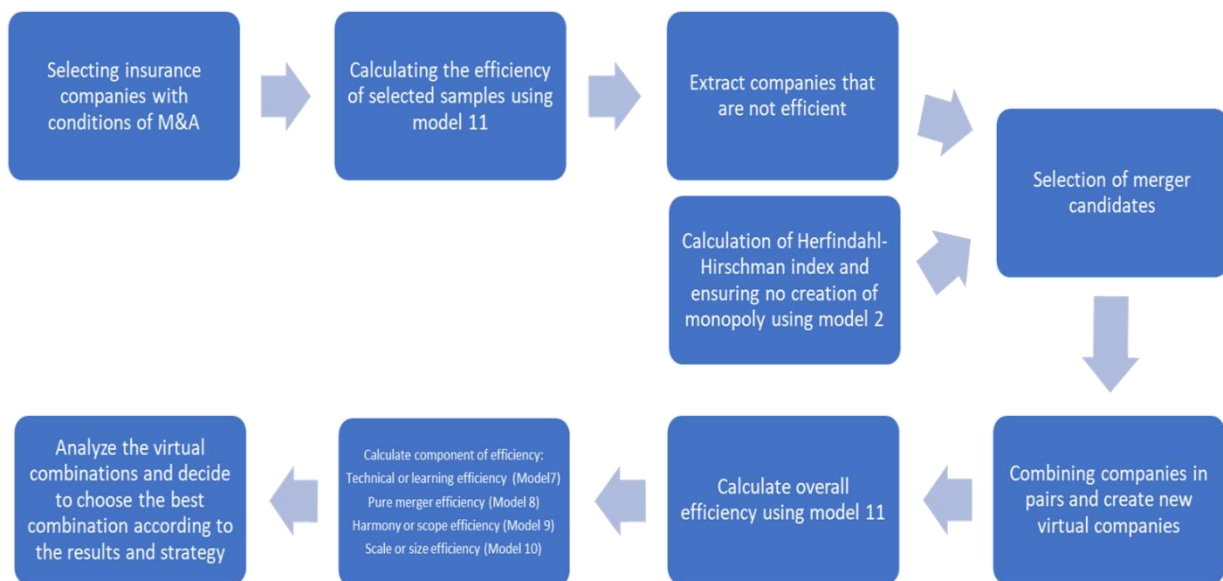 Selecting insurance
companies with
conditions of M&A
Calculating the efficiency
of selected samples using
model 11
Extract companies that
are not efficient
Selection of merger
candidates
Calculation of Herfindahl-
Hirschman index and
ensuring no creation of
monopoly using model 2
Combining companies in
pairs and create new
virtual companies
Calculate overall
efficiency using model 11
Calculate component of efficiency:
Technical or learning efficiency (Model7)
Pure merger efficiency (Model 8)
Harmony or scope efficiency (Model 9)
Scale or size efficiency (Model 10)
Analyze the virtual
combinations and decide
to choose the best
combination according to
the results and strategy